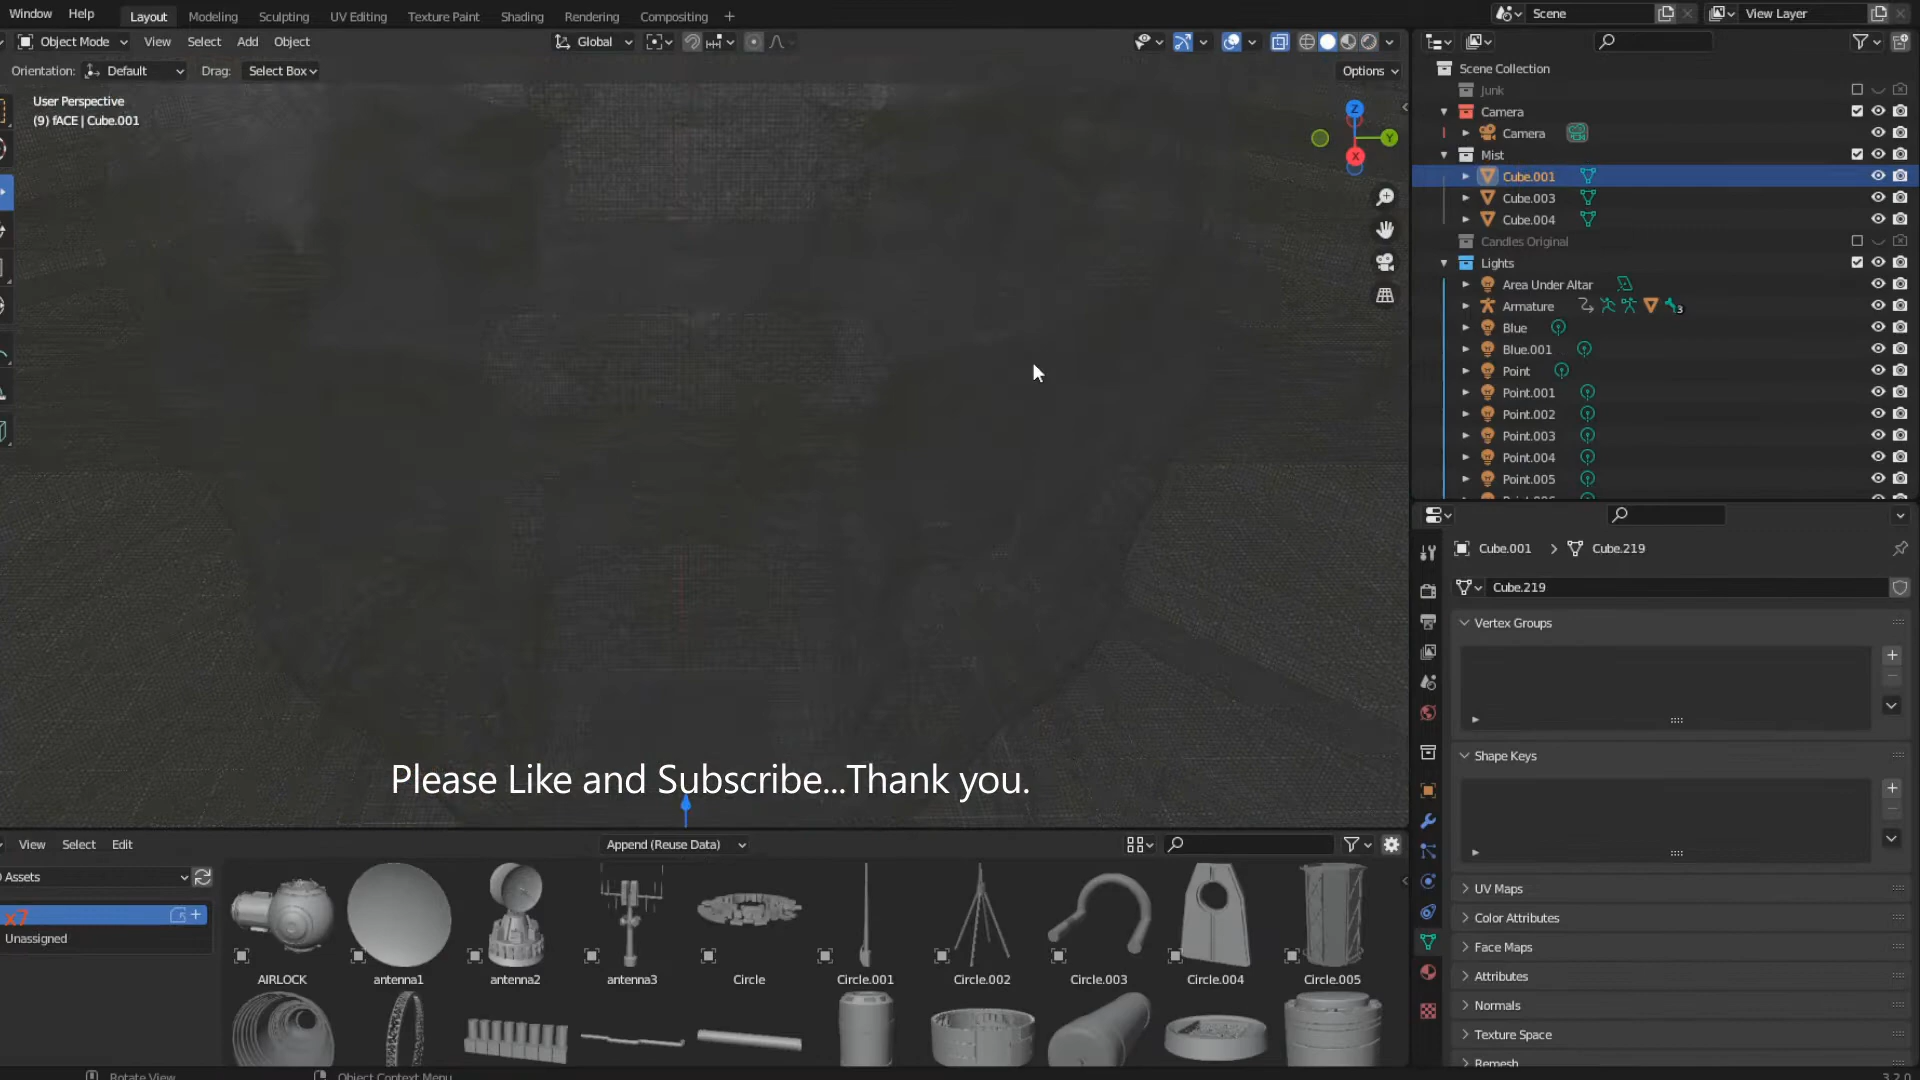 Window Help Layout Modeling Sculpting UV Editing Texture Paint Shading Rendering Compositing + Scene View Layer
Object Mode View Select Add Object Global
Orientation: Default Drag: Select Box Options
User Perspective
(9) fACE | Cube.001
Z
Y
X
Scene Collection
Junk
Camera
Camera
Mist
Cube.001
Cube.003
Cube.004
Candles Original
Lights
Area Under Altar
Armature 3
Blue
Blue.001
Point
Point.001
Point.002
Point.003
Point.004
Point.005
Cube.001 > Cube.219
Cube.219
Vertex Groups
Shape Keys
UV Maps
Color Attributes
Face Maps
Attributes
Normals
Texture Space
Remesh
Please Like and Subscribe...Thank you.
View Select Edit Append (Reuse Data)
Assets
x7
Unassigned
AIRLOCK antenna1 antenna2 antenna3 Circle Circle.001 Circle.002 Circle.003 Circle.004 Circle.005
Rotate View Object Context Menu 3.2.0